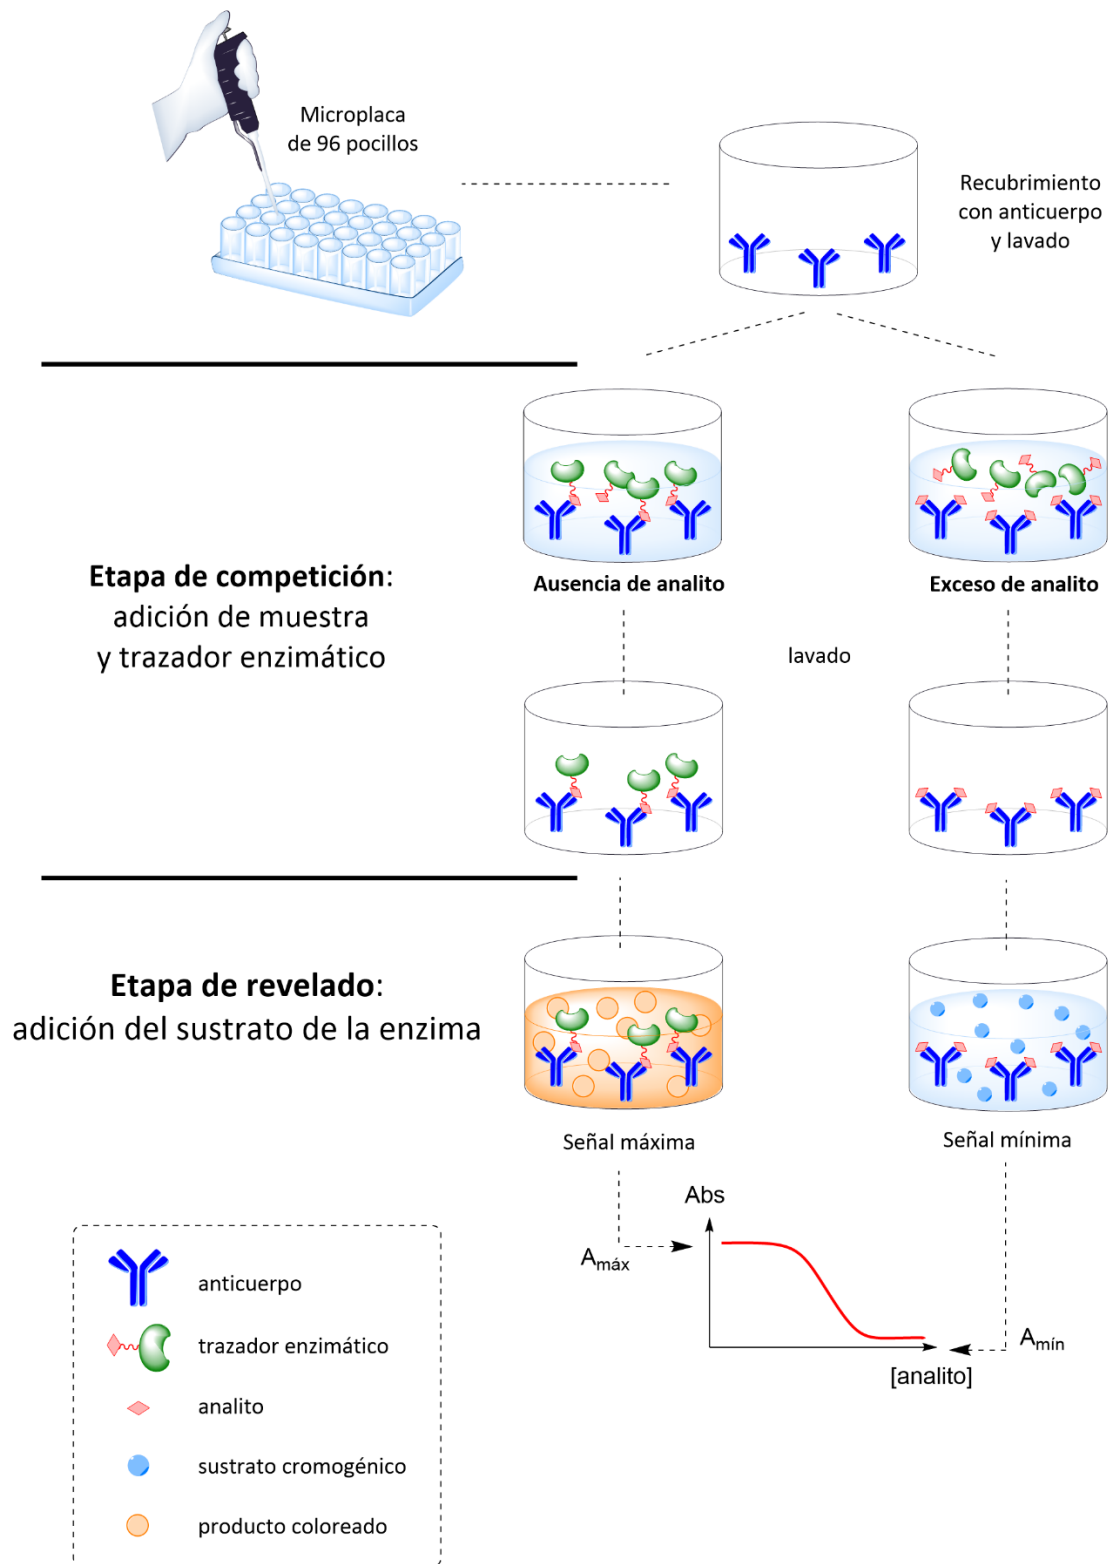 Microplaca
de 96 pocillos
Recubrimiento
con anticuerpo
y lavado
Etapa de competición:
adición de muestra
y trazador enzimático
Ausencia de analito
Exceso de analito
lavado
Etapa de revelado:
adición del sustrato de la enzima
Señal máxima
Señal mínima
Abs
Amáx
Amín
[analito]
anticuerpo
trazador enzimático
analito
sustrato cromogénico
producto coloreado